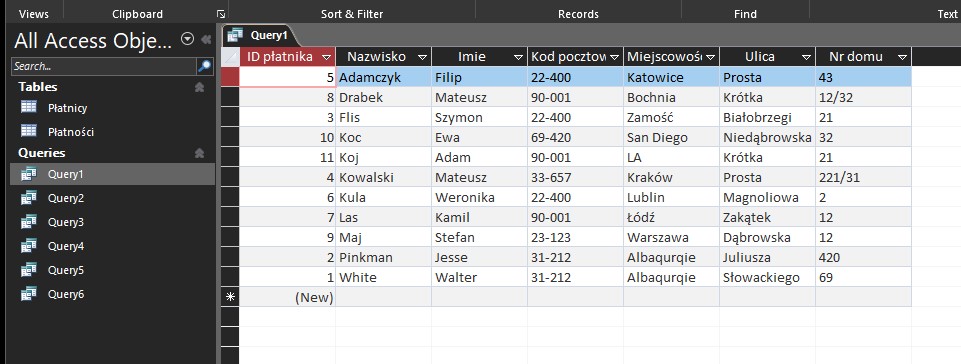 Views Clipboard Sort & Filter Records Find Text
All Access Obje...
Search...
Tables
Płatnicy
Płatności
Queries
Query1
Query2
Query3
Query4
Query5
Query6
Query1
ID płatnika Nazwisko Imie Kod pocztow Miejscowoś Ulica Nr domu
5 Adamczyk Filip 22-400 Katowice Prosta 43
8 Drabek Mateusz 90-001 Bochnia Krótka 12/32
3 Flis Szymon 22-400 Zamość Białobrzegi 21
10 Koc Ewa 69-420 San Diego Niedąbrowska 32
11 Koj Adam 90-001 LA Krótka 21
4 Kowalski Mateusz 33-657 Kraków Prosta 221/31
6 Kula Weronika 22-400 Lublin Magnoliowa 2
7 Las Kamil 90-001 Łódź Zakątek 12
9 Maj Stefan 23-123 Warszawa Dąbrowska 12
2 Pinkman Jesse 31-212 Albaqurqie Juliusza 420
1 White Walter 31-212 Albaqurqie Słowackiego 69
(New)